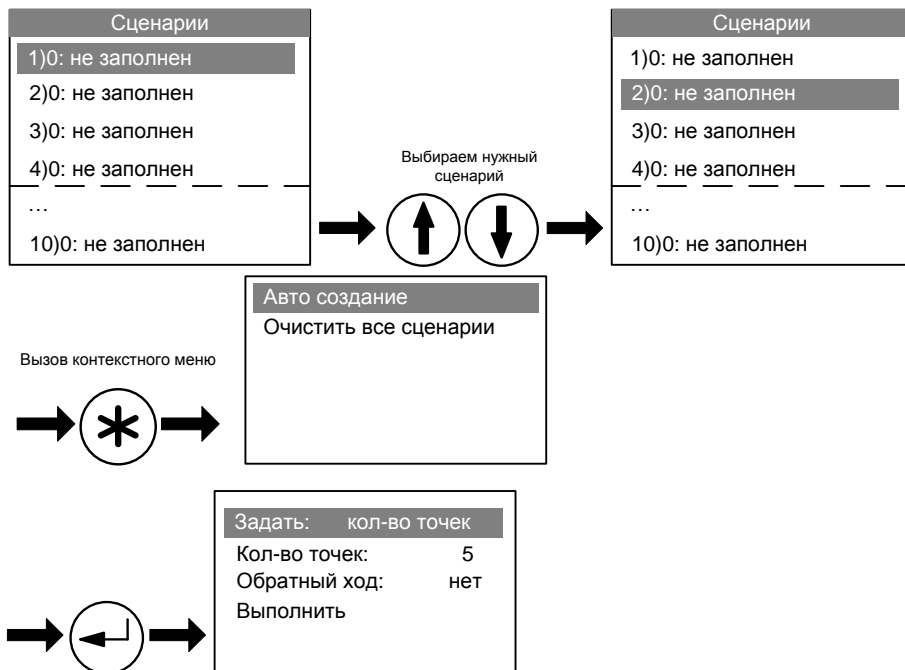 Сценарии
1)0: не заполнен
2)0: не заполнен
3)0: не заполнен
4)0: не заполнен
...
10)0: не заполнен
Выбираем нужный
сценарий
Сценарии
1)0: не заполнен
2)0: не заполнен
3)0: не заполнен
4)0: не заполнен
...
10)0: не заполнен
Вызов контекстного меню
Авто создание
Очистить все сценарии
Задать: кол-во точек
Кол-во точек: 5
Обратный ход: нет
Выполнить